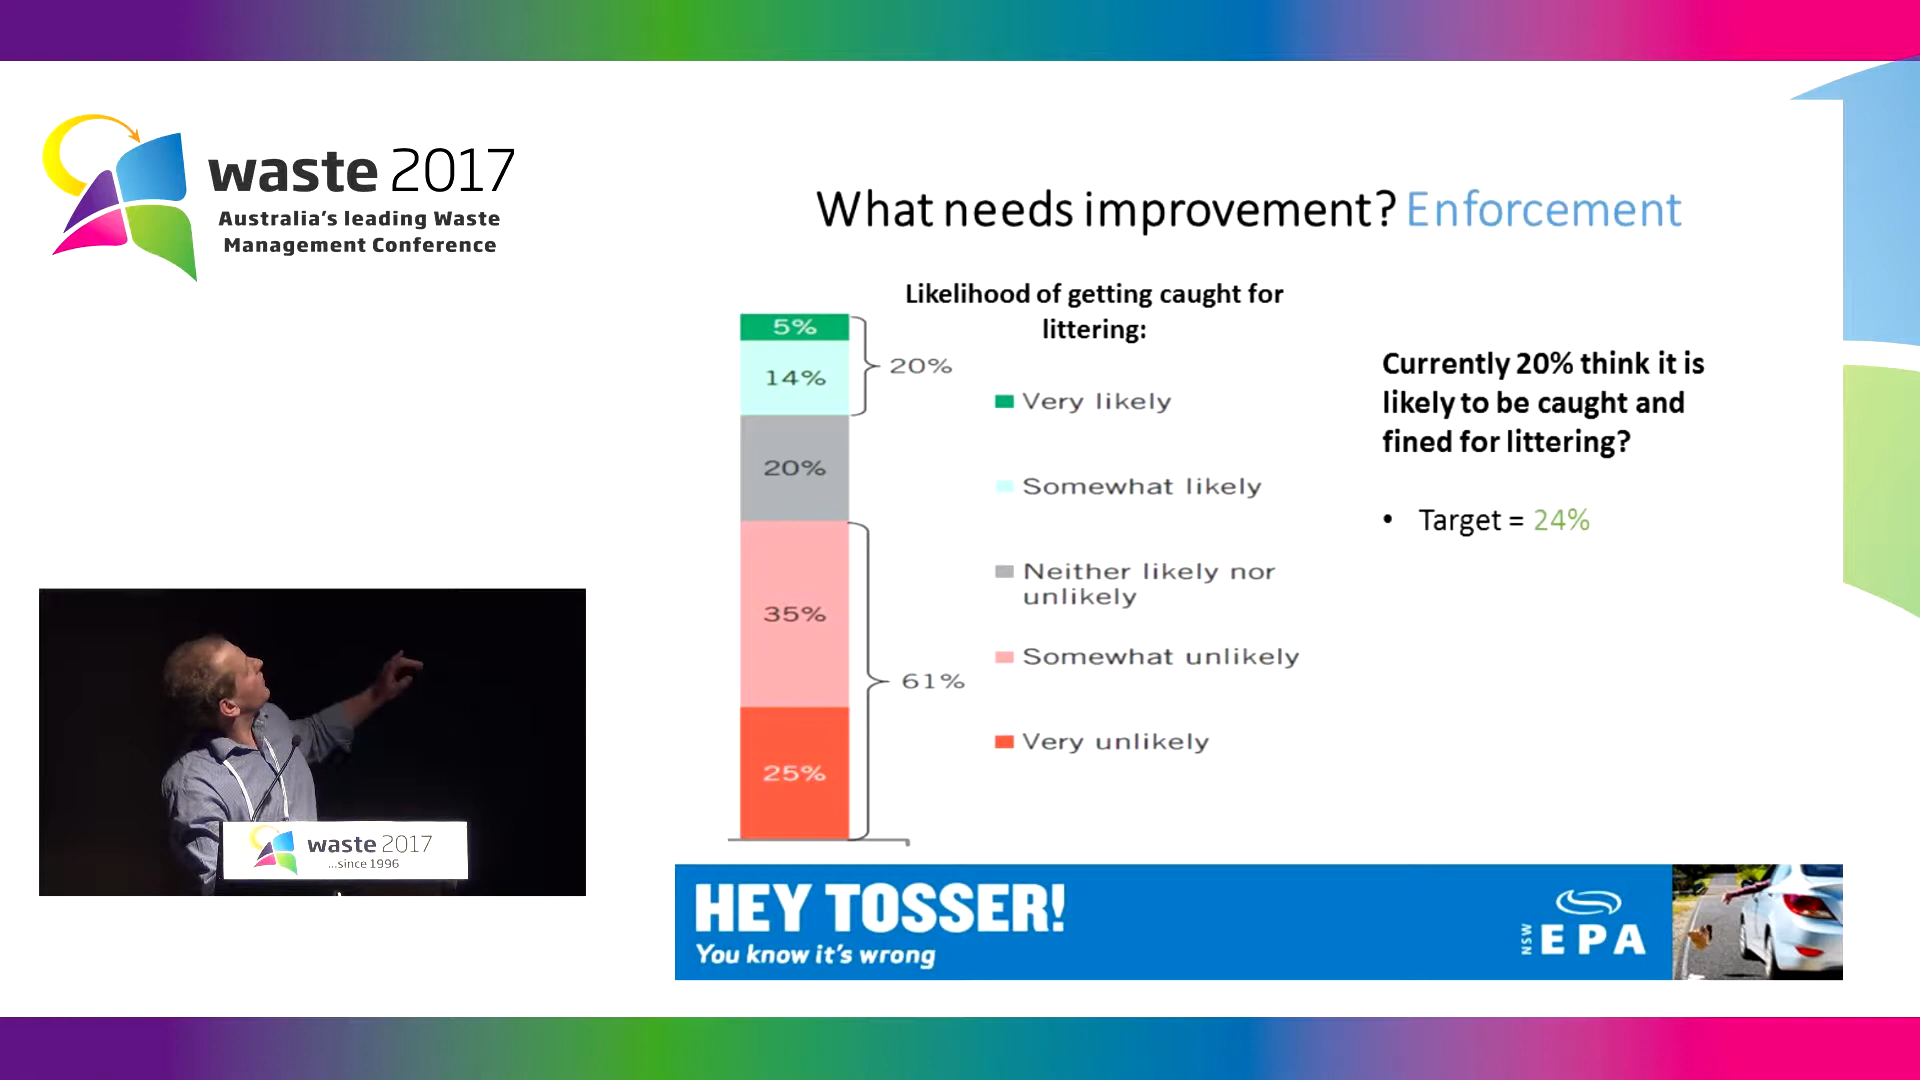 waste 2017
Australia's leading Waste
Management Conference
What needs improvement? Enforcement
Likelihood of getting caught for
littering:
5%
14%
20%
20%
35%
61%
25%
Very likely
Somewhat likely
Neither likely nor
unlikely
Somewhat unlikely
Very unlikely
Currently 20% think it is
likely to be caught and
fined for littering?
• Target = 24%
waste 2017
...since 1996
HEY TOSSER!
You know it's wrong
NSW EPA